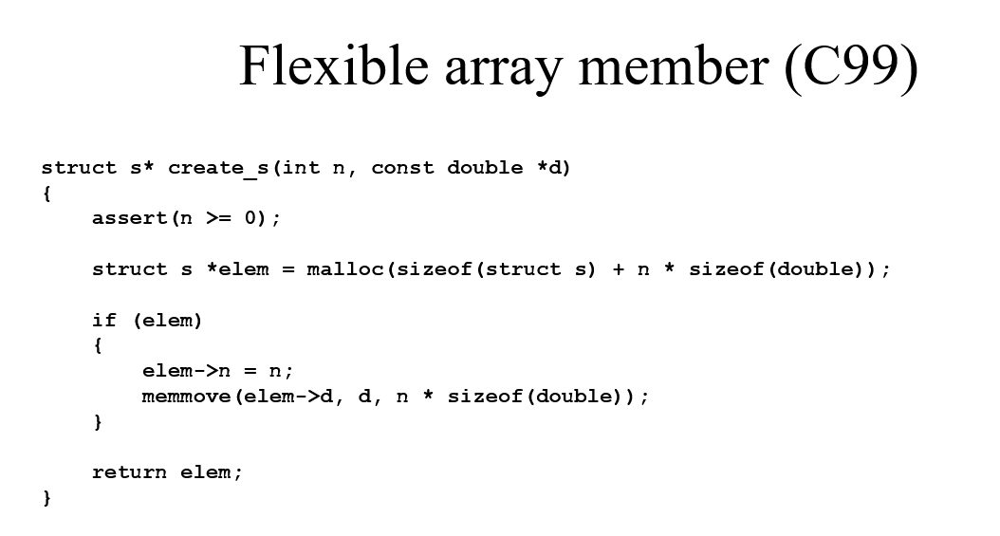 Flexible array member (C99)
struct s* create_s(int n, const double *d)
{
    assert(n >= 0);
    struct s *elem = malloc(sizeof(struct s) + n * sizeof(double));
    if (elem)
    {
        elem->n = n;
        memmove(elem->d, d, n * sizeof(double));
    }
    return elem;
}